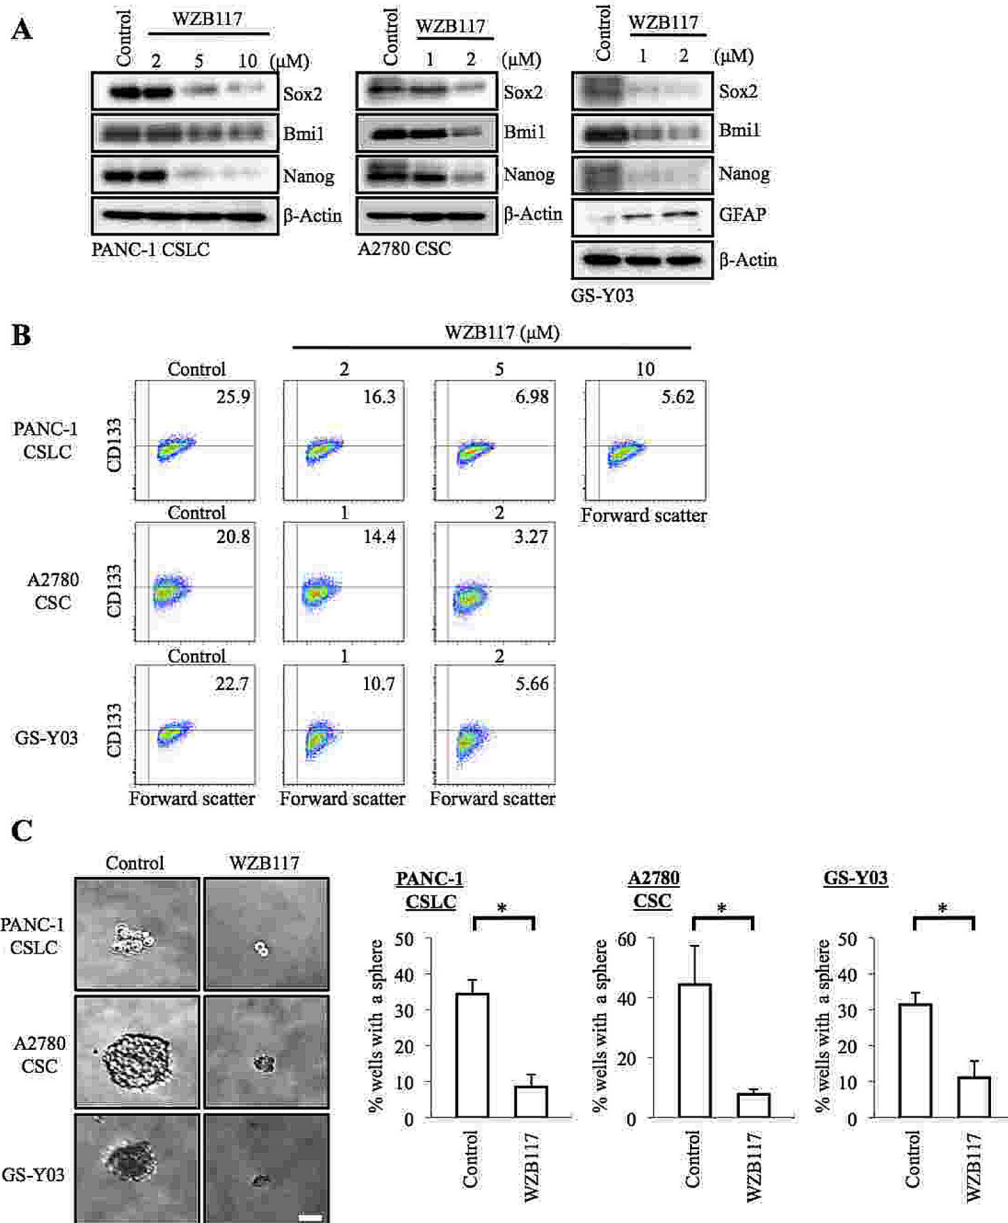 A
Control
WZB117
2 5 10 (μM)
Sox2
Bmi1
Nanog
β-Actin
PANC-1 CSLC
Control
WZB117
1 2 (μM)
Sox2
Bmi1
Nanog
β-Actin
A2780 CSC
Control
WZB117
1 2 (μM)
Sox2
Bmi1
Nanog
GFAP
β-Actin
GS-Y03
B
WZB117 (μM)
Control 2 5 10
PANC-1
CSLC
CD133
25.9 16.3 6.98 5.62
Forward scatter
Control 1 2
A2780
CSC
CD133
20.8 14.4 3.27
Control 1 2
GS-Y03
CD133
22.7 10.7 5.66
Forward scatter Forward scatter Forward scatter
C
Control WZB117
PANC-1
CSLC
A2780
CSC
GS-Y03
PANC-1
CSLC
*
% wells with a sphere
50
40
30
20
10
0
Control
WZB117
A2780
CSC
*
% wells with a sphere
60
40
20
0
Control
WZB117
GS-Y03
*
% wells with a sphere
50
40
30
20
10
0
Control
WZB117